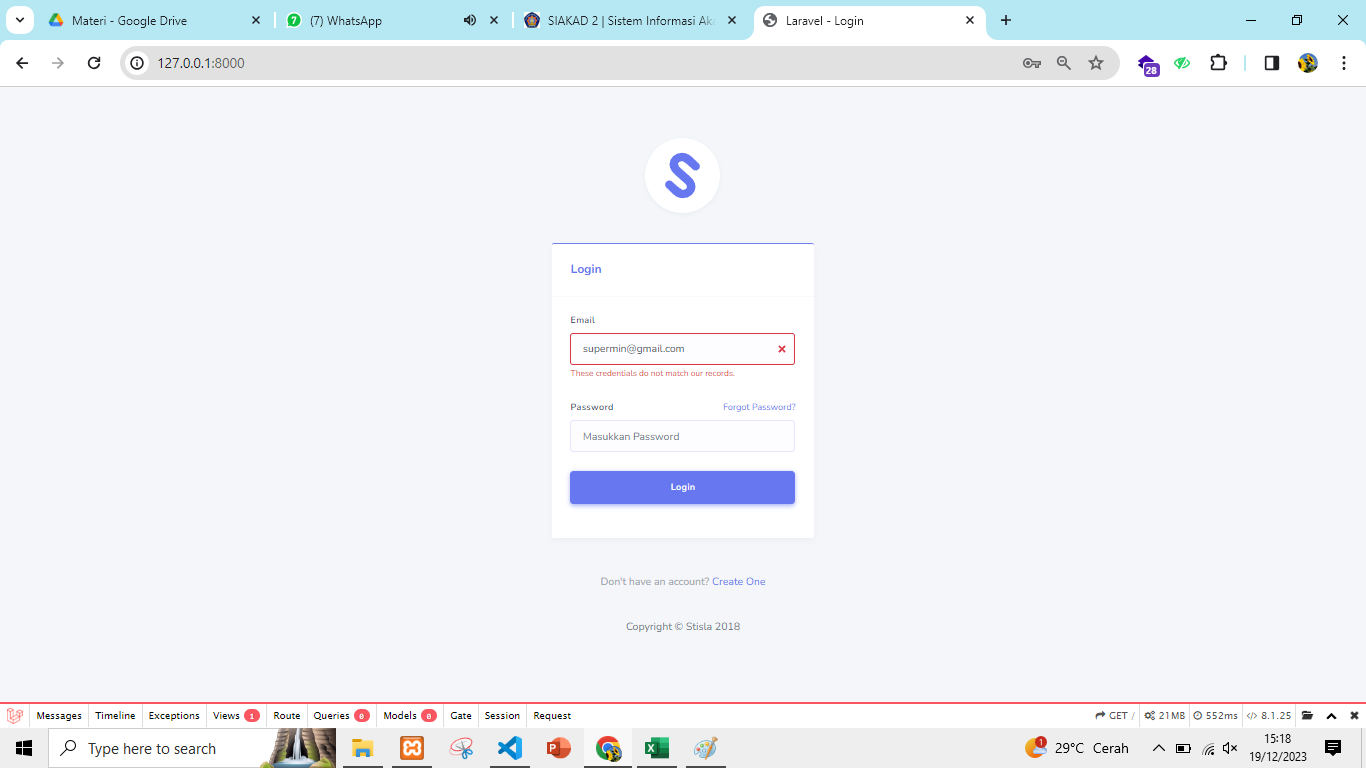 Materi - Google Drive
(7) WhatsApp
SIAKAD 2 | Sistem Informasi Ak
Laravel - Login
127.0.0.1:8000
28
S
Login
Email
supermin@gmail.com
These credentials do not match our records.
Password Forgot Password?
Masukkan Password
Login
Don't have an account? Create One
Copyright © Stisla 2018
Messages Timeline Exceptions Views 1 Route Queries 0 Models 0 Gate Session Request GET / 21MB 552ms 8.1.25
Type here to search
1 29°C Cerah
15:18
19/12/2023